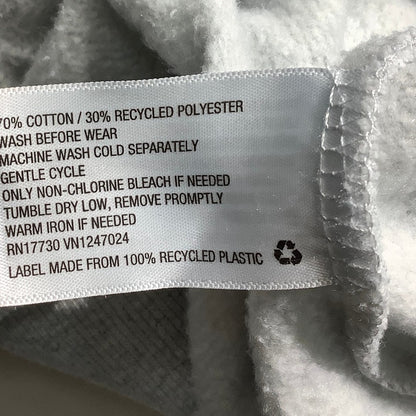 70% COTTON / 30% RECYCLED POLYESTER
WASH BEFORE WEAR
MACHINE WASH COLD SEPARATELY
GENTLE CYCLE
ONLY NON-CHLORINE BLEACH IF NEEDED
TUMBLE DRY LOW, REMOVE PROMPTLY
WARM IRON IF NEEDED
RN17730 VN1247024
LABEL MADE FROM 100% RECYCLED PLASTIC